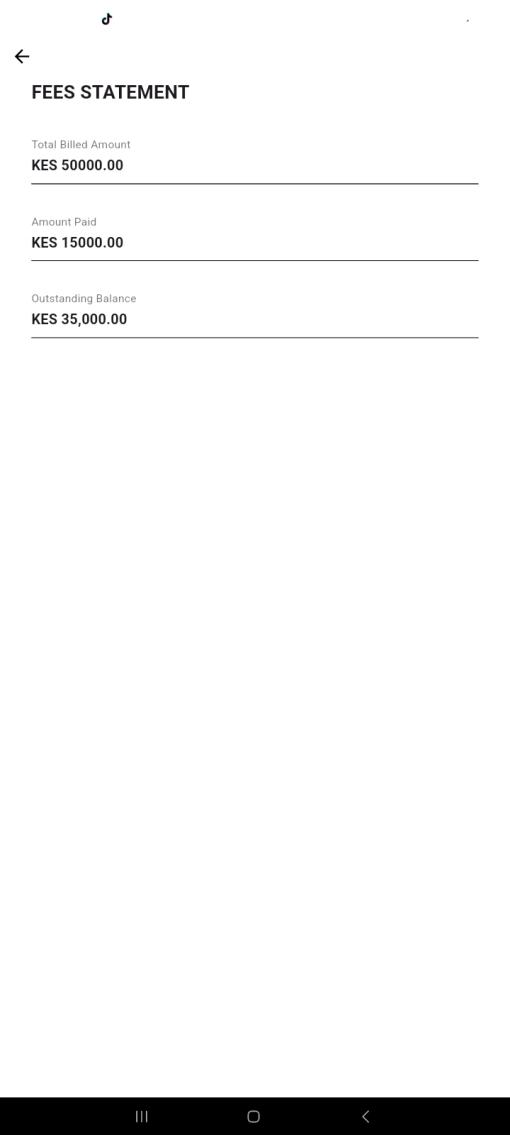 FEES STATEMENT
Total Billed Amount
KES 50000.00
Amount Paid
KES 15000.00
Outstanding Balance
KES 35,000.00